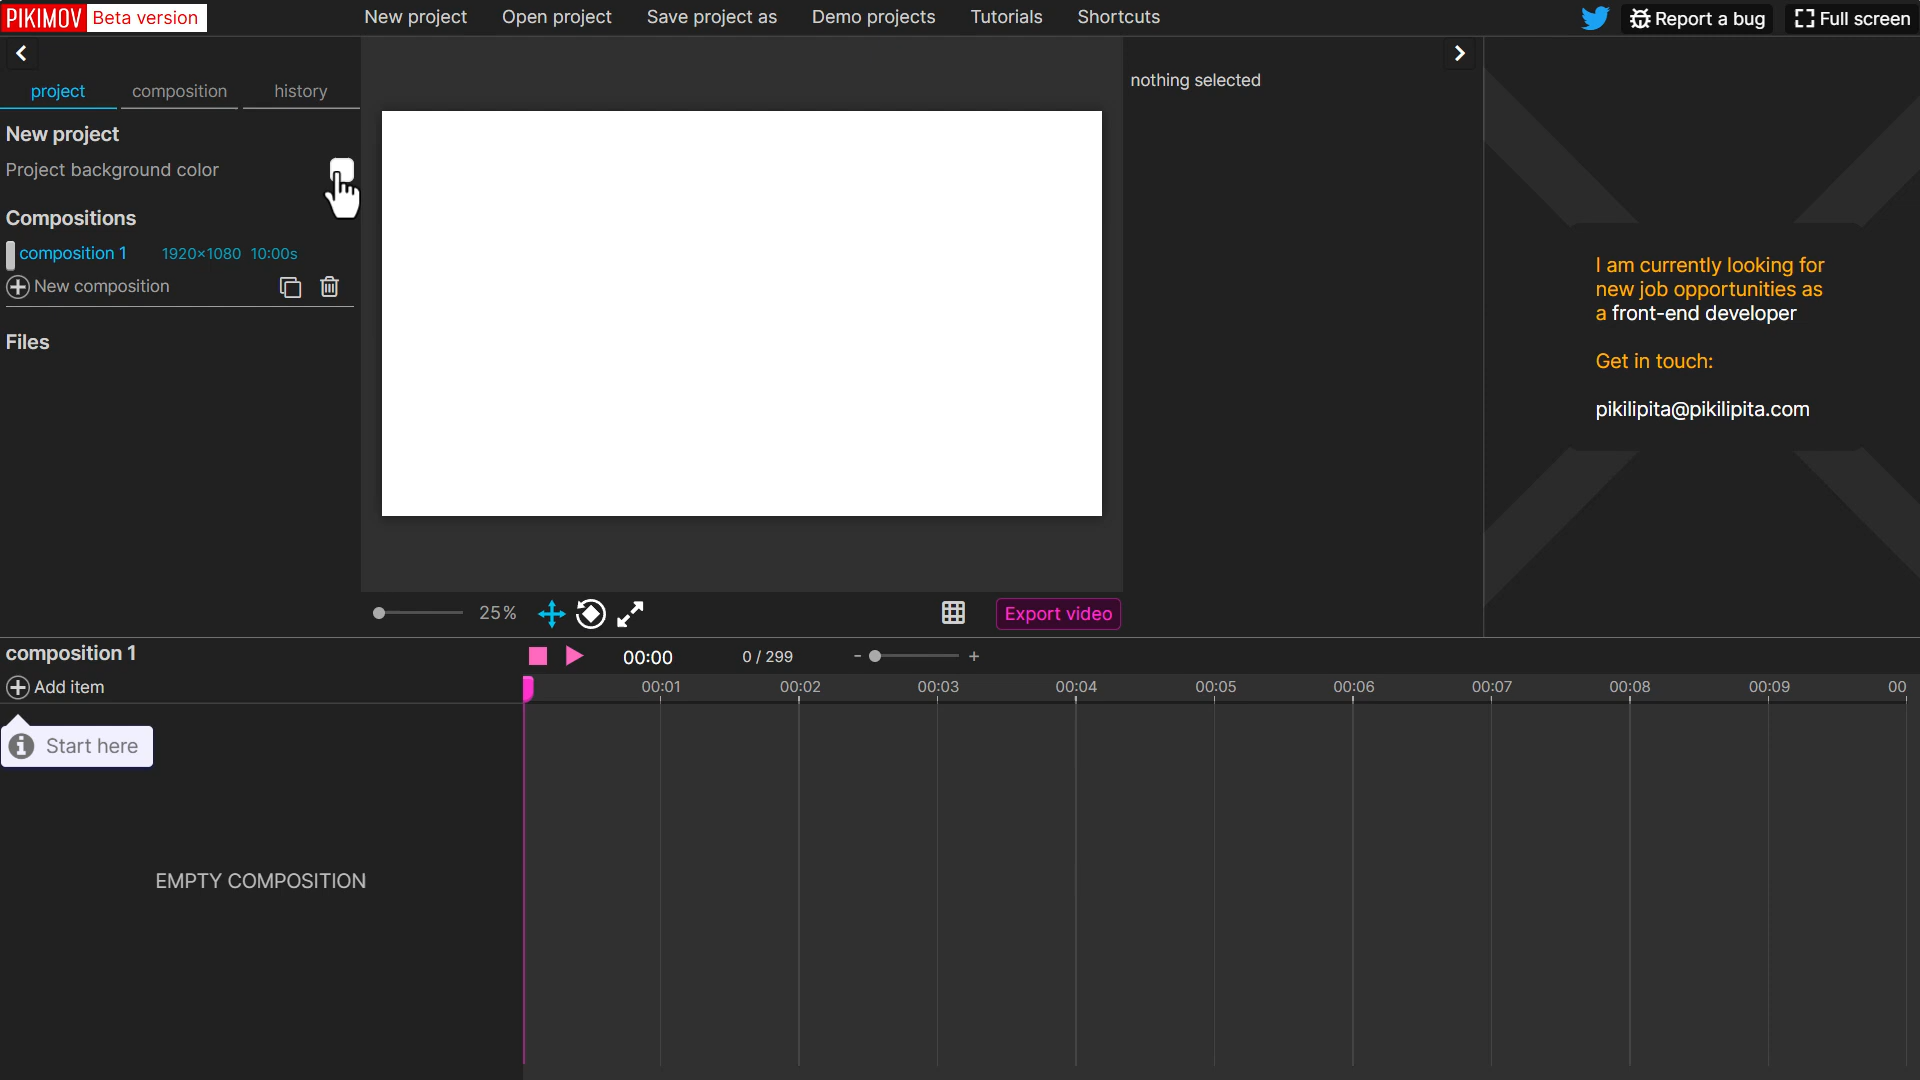 PIKIMOV Beta version
New project Open project Save project as Demo projects Tutorials Shortcuts
Report a bug Full screen
project composition history
nothing selected
New project
Project background color
Compositions
composition 1 1920×1080 10:00s
New composition
Files
I am currently looking for
new job opportunities as
a front-end developer
Get in touch:
pikilipita@pikilipita.com
25%
Export video
composition 1
00:00 0 / 299 - +
Add item
00:01 00:02 00:03 00:04 00:05 00:06 00:07 00:08 00:09 00
Start here
EMPTY COMPOSITION